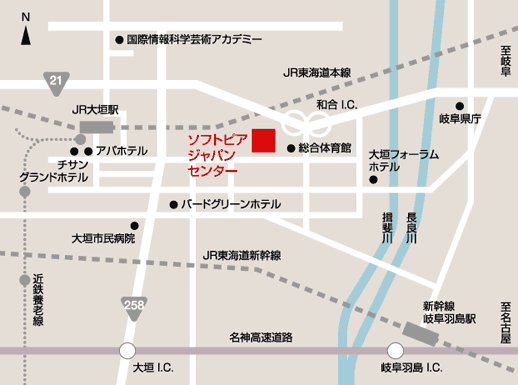 N
国際情報科学芸術アカデミー
至岐阜
21
JR東海道本線
和合 I.C.
JR大垣駅
岐阜県庁
ソフトピア
ジャパン
センター
総合体育館
アパホテル
チサン
グランドホテル
大垣フォーラム
ホテル
バードグリーンホテル
揖斐川
長良川
大垣市民病院
JR東海道新幹線
近鉄養老線
258
新幹線
岐阜羽島駅
至名古屋
名神高速道路
大垣 I.C.
岐阜羽島 I.C.